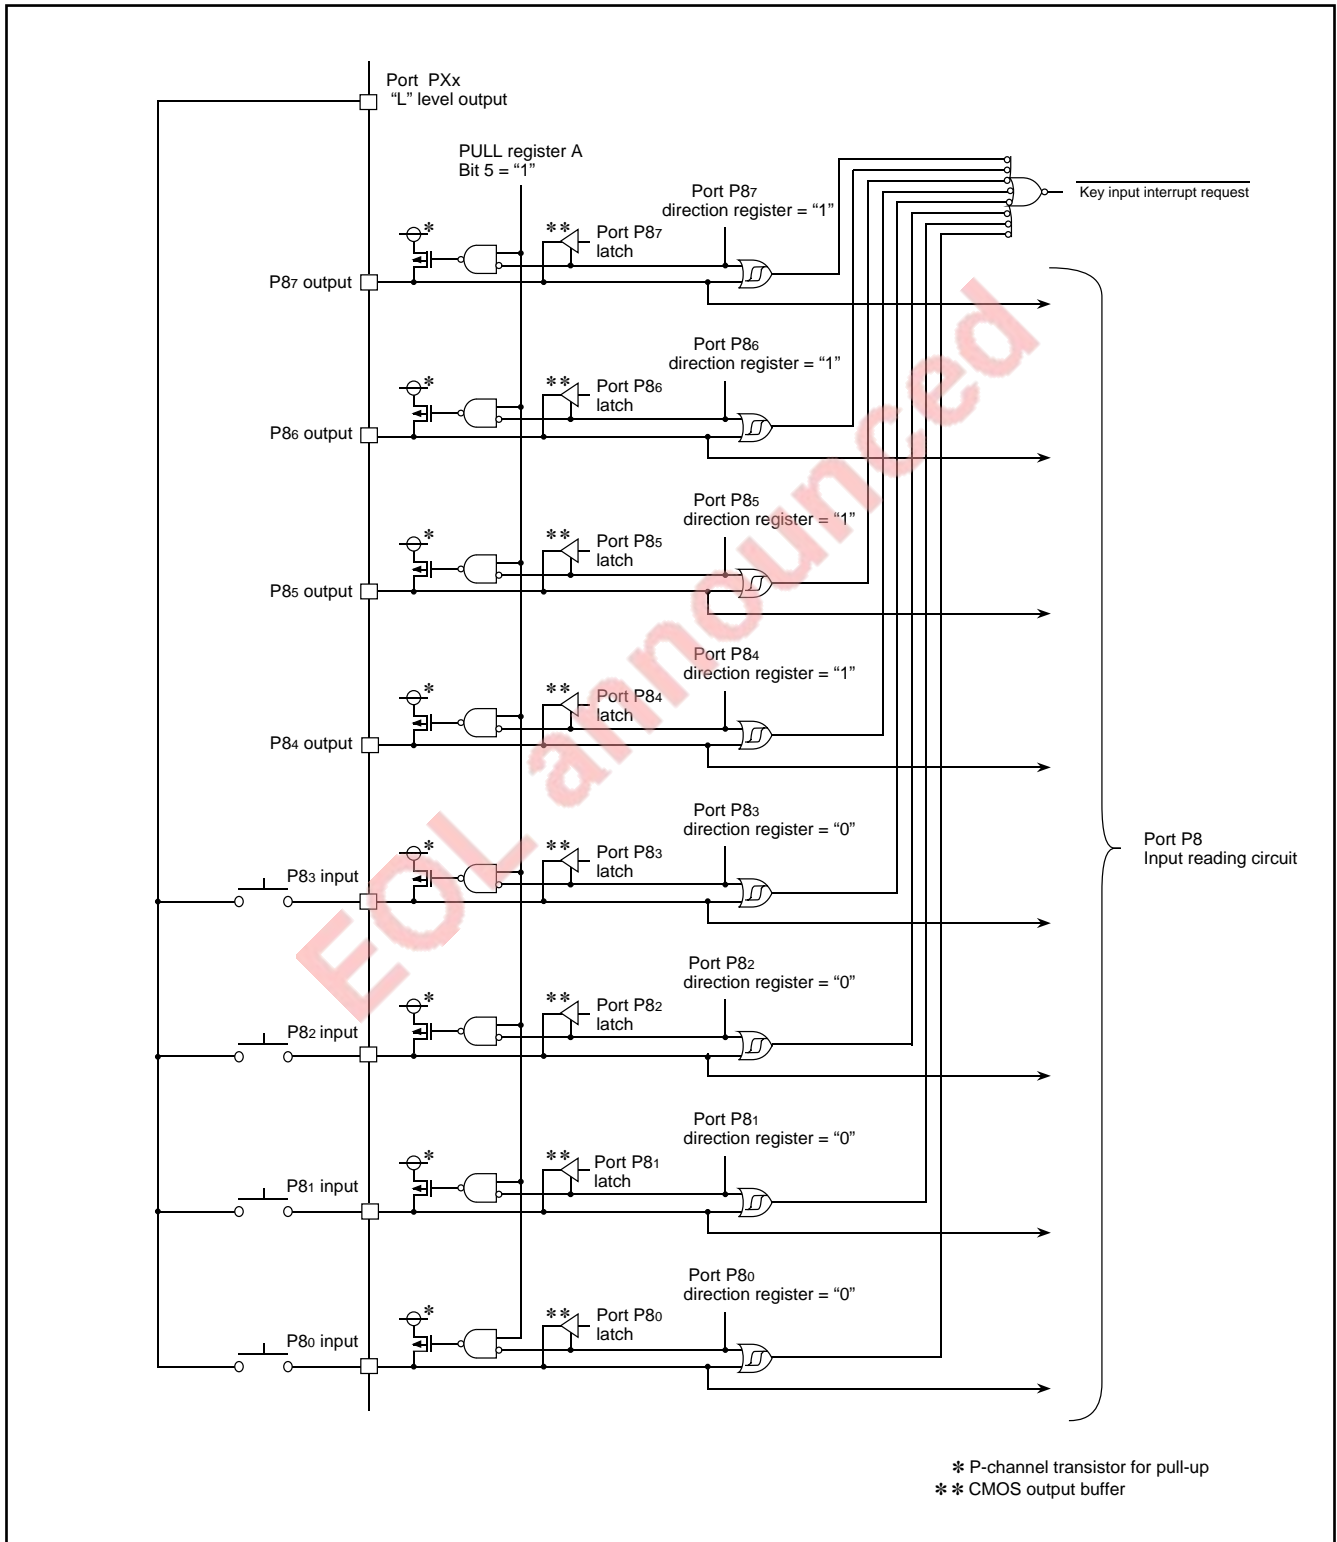 Port PXx
“L” level output
PULL register A
Bit 5 = “1”
Key input interrupt request
Port P87
direction register = “1”
* *
Port P87
latch
*
P87 output
Port P86
direction register = “1”
* *
Port P86
latch
*
P86 output
Port P85
direction register = “1”
* *
Port P85
latch
*
P85 output
Port P84
direction register = “1”
* *
Port P84
latch
*
P84 output
Port P83
direction register = “0”
* *
Port P83
latch
*
P83 input
Port P8
Input reading circuit
Port P82
direction register = “0”
* *
Port P82
latch
*
P82 input
Port P81
direction register = “0”
* *
Port P81
latch
*
P81 input
Port P80
direction register = “0”
* *
Port P80
latch
*
P80 input
* P-channel transistor for pull-up
* * CMOS output buffer
EOL announced